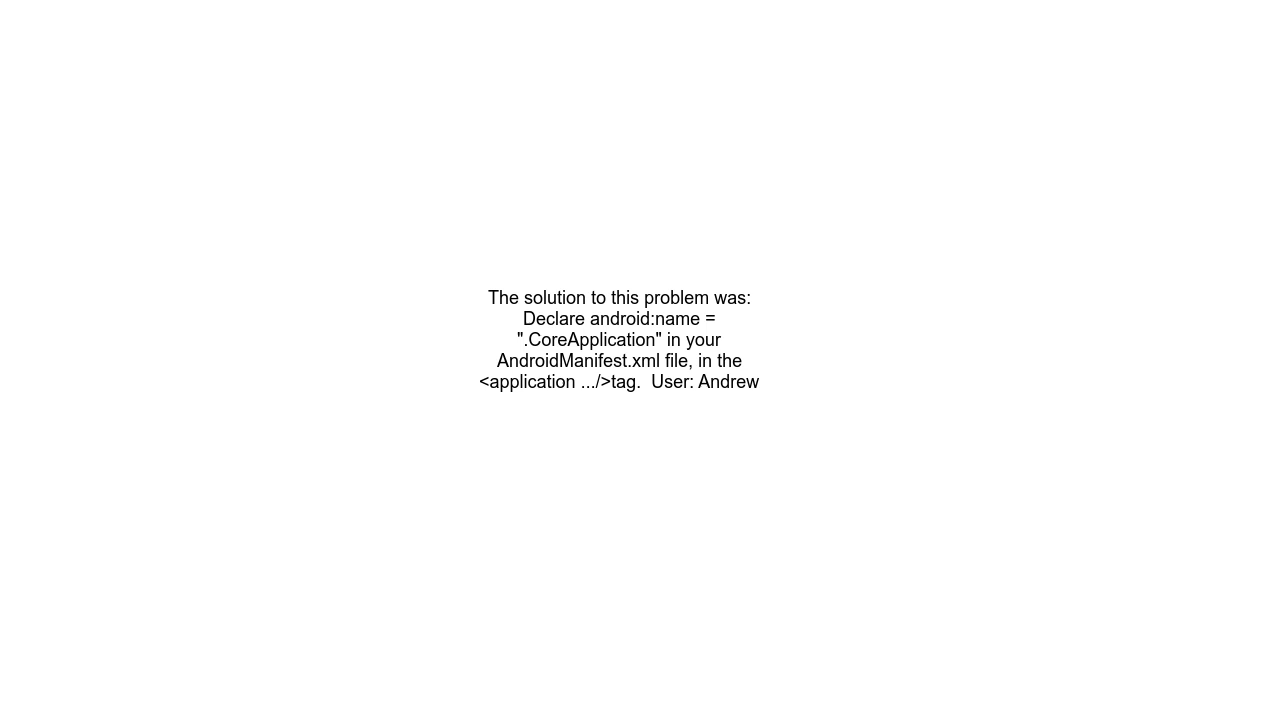 The solution to this problem was:
Declare android:name =
".CoreApplication" in your
AndroidManifest.xml file, in the
<application .../>tag.  User: Andrew